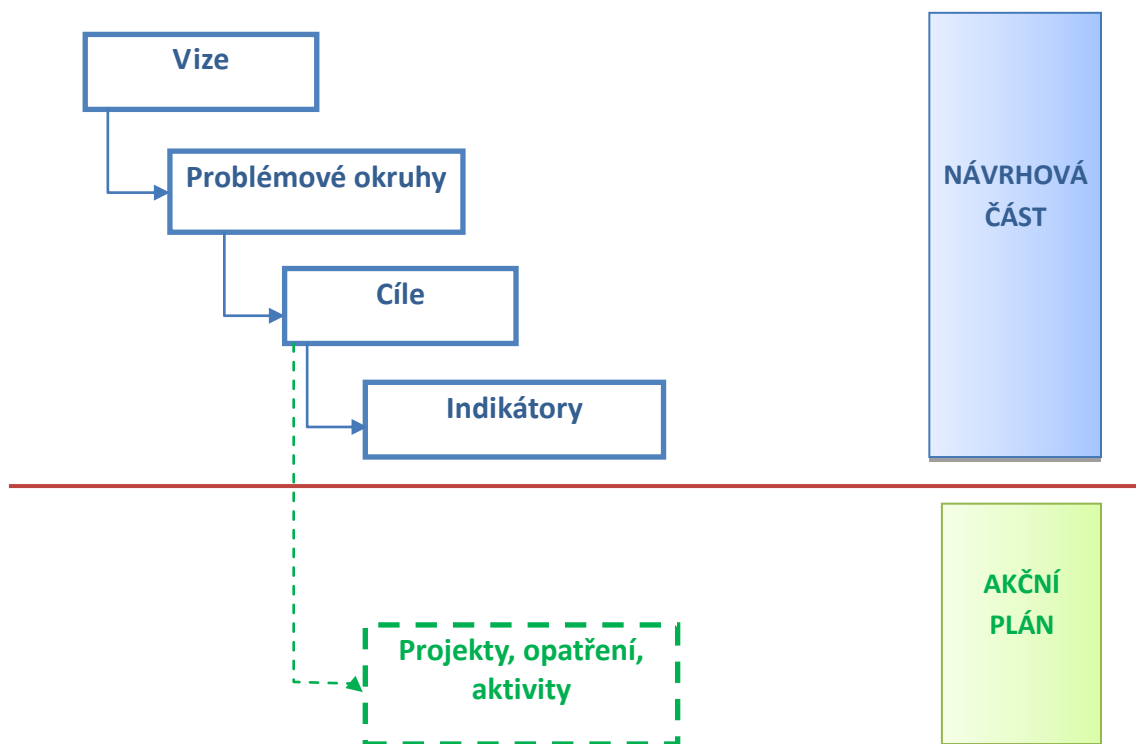 Vize
Problémové okruhy
NÁVRHOVÁ
ČÁST
Cíle
Indikátory
AKČNÍ
PLÁN
Projekty, opatření,
aktivity